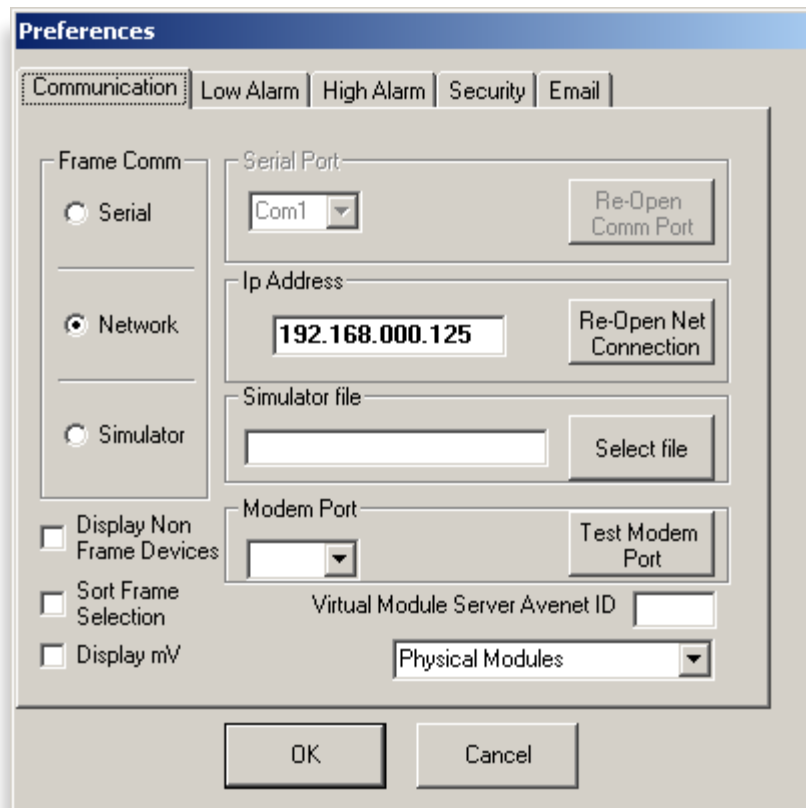 Preferences
Communication Low Alarm High Alarm Security Email
Frame Comm
Serial
Network
Simulator
Serial Port
Com1
Re-Open
Comm Port
Ip Address
192.168.000.125
Re-Open Net
Connection
Simulator file
Select file
Modem Port
Test Modem
Port
Display Non
Frame Devices
Sort Frame
Selection
Display mV
Virtual Module Server Avenet ID
Physical Modules
OK
Cancel